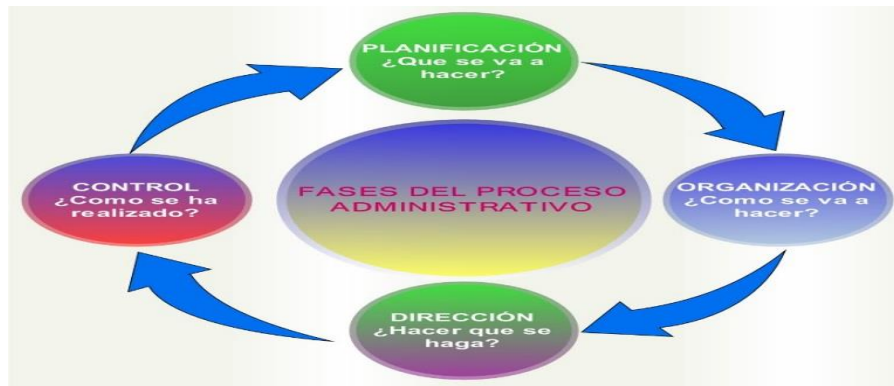 PLANIFICACIÓN
¿Que se va a
hacer?
CONTROL
¿Como se ha
realizado?
FASES DEL PROCESO
ADMINISTRATIVO
ORGANIZACIÓN
¿Como se va a
hacer?
DIRECCIÓN
¿Hacer que se
haga?